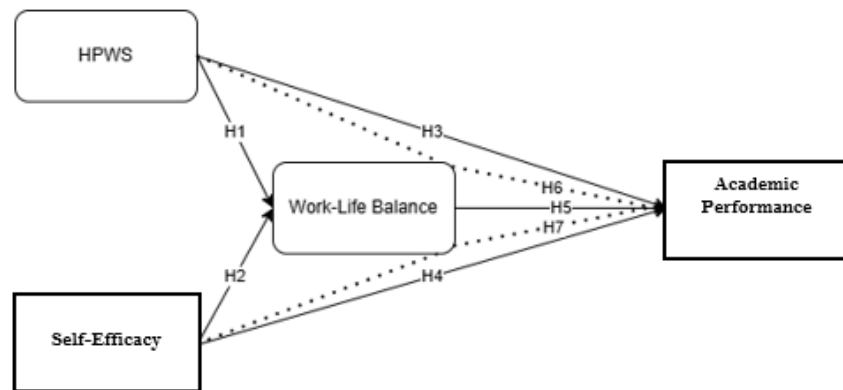 HPWS
H1
H3
Work-Life Balance
H6
H5
H7
Academic
Performance
H2
H4
Self-Efficacy